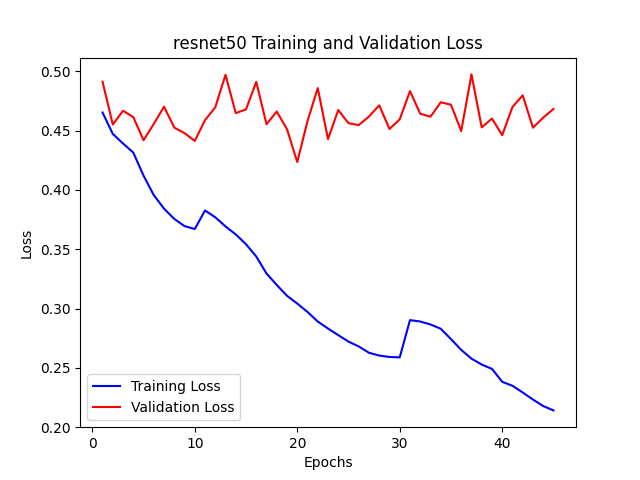 resnet50 Training and Validation Loss
0.50
0.45
0.40
0.35
0.30
0.25
0.20
Loss
Training Loss
Validation Loss
0
10
20
30
40
Epochs